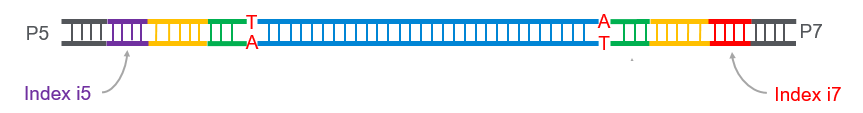 P5 T A A T P7
Index i5 Index i7